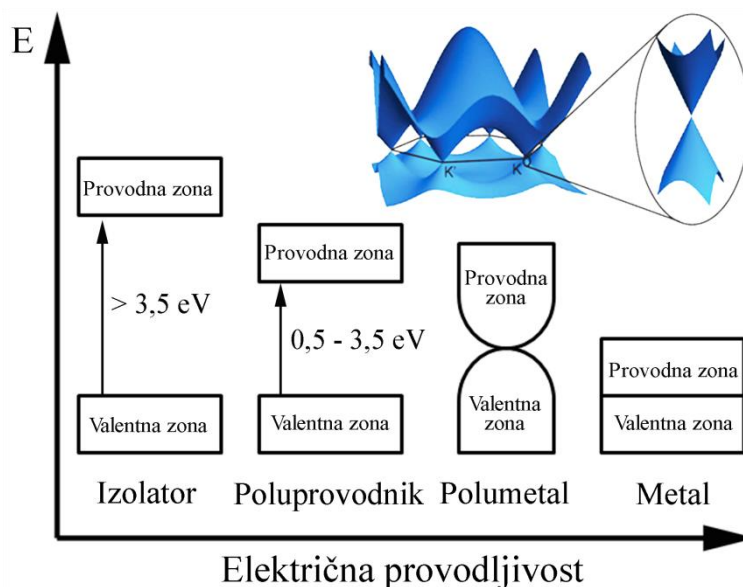 E
K'
K
Provodna zona
> 3,5 eV
Valentna zona
Izolator
Provodna zona
0,5 - 3,5 eV
Valentna zona
Poluprovodnik
Provodna
zona
Valentna
zona
Polumetal
Provodna zona
Valentna zona
Metal
Električna provodljivost